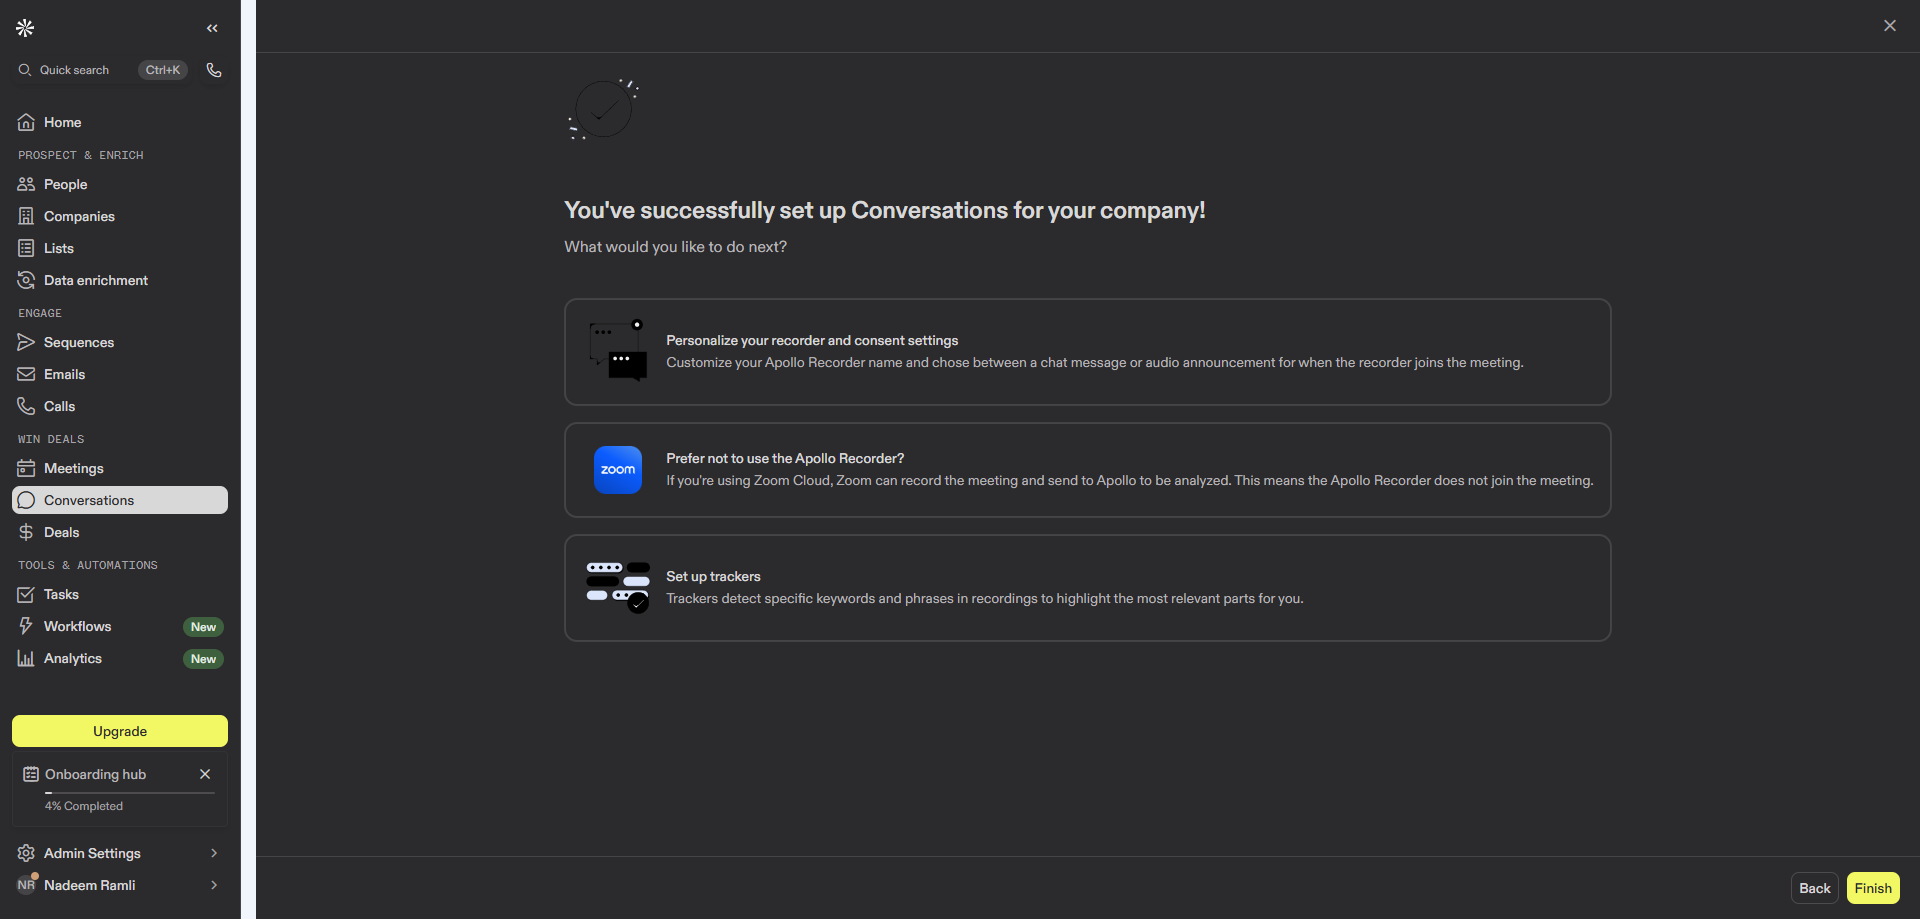 Quick search
Ctrl+K
Home
PROSPECT & ENRICH
People
Companies
Lists
Data enrichment
ENGAGE
Sequences
Emails
Calls
WIN DEALS
Meetings
Conversations
Deals
TOOLS & AUTOMATIONS
Tasks
Workflows
New
Analytics
New
Upgrade
Onboarding hub
4% Completed
Admin Settings
NR
Nadeem Ramli
You've successfully set up Conversations for your company!
What would you like to do next?
Personalize your recorder and consent settings
Customize your Apollo Recorder name and chose between a chat message or audio announcement for when the recorder joins the meeting.
zoom
Prefer not to use the Apollo Recorder?
If you're using Zoom Cloud, Zoom can record the meeting and send to Apollo to be analyzed. This means the Apollo Recorder does not join the meeting.
Set up trackers
Trackers detect specific keywords and phrases in recordings to highlight the most relevant parts for you.
Back
Finish